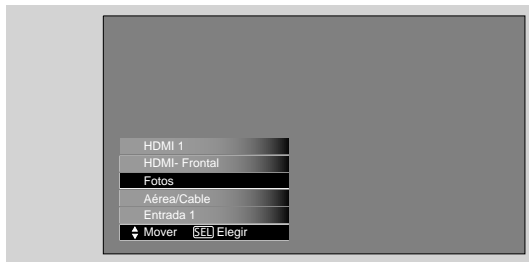 HDMI 1
HDMI- Frontal
Fotos
Aérea/Cable
Entrada 1
Mover SEL Elegir